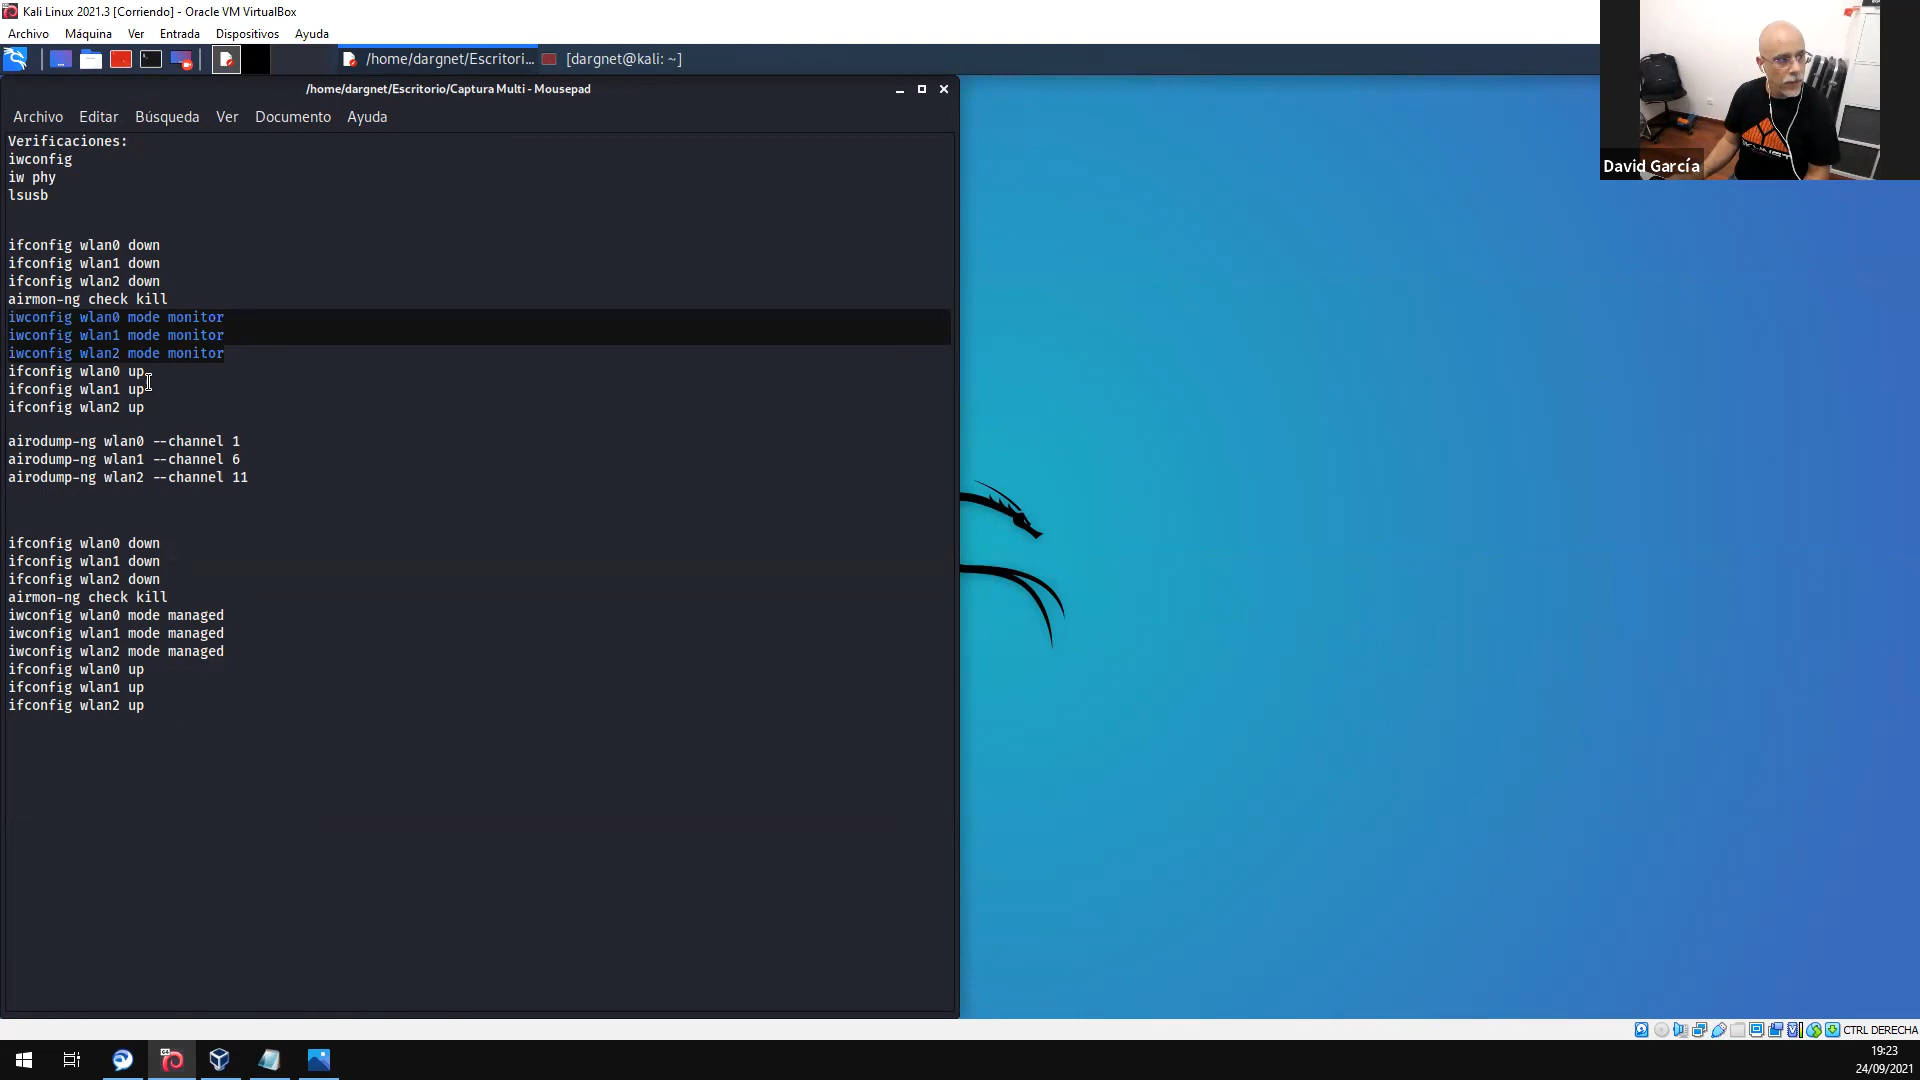 Kali Linux 2021.3 [Corriendo] - Oracle VM VirtualBox
Archivo Máquina Ver Entrada Dispositivos Ayuda
/home/dargnet/Escritori... [dargnet@kali: ~]
/home/dargnet/Escritorio/Captura Multi - Mousepad
Archivo Editar Búsqueda Ver Documento Ayuda
Verificaciones:
iwconfig
iw phy
lsusb
ifconfig wlan0 down
ifconfig wlan1 down
ifconfig wlan2 down
airmon-ng check kill
iwconfig wlan0 mode monitor
iwconfig wlan1 mode monitor
iwconfig wlan2 mode monitor
ifconfig wlan0 up
ifconfig wlan1 up
ifconfig wlan2 up
airodump-ng wlan0 --channel 1
airodump-ng wlan1 --channel 6
airodump-ng wlan2 --channel 11
ifconfig wlan0 down
ifconfig wlan1 down
ifconfig wlan2 down
airmon-ng check kill
iwconfig wlan0 mode managed
iwconfig wlan1 mode managed
iwconfig wlan2 mode managed
ifconfig wlan0 up
ifconfig wlan1 up
ifconfig wlan2 up
David García
CTRL DERECHA
19:23
24/09/2021